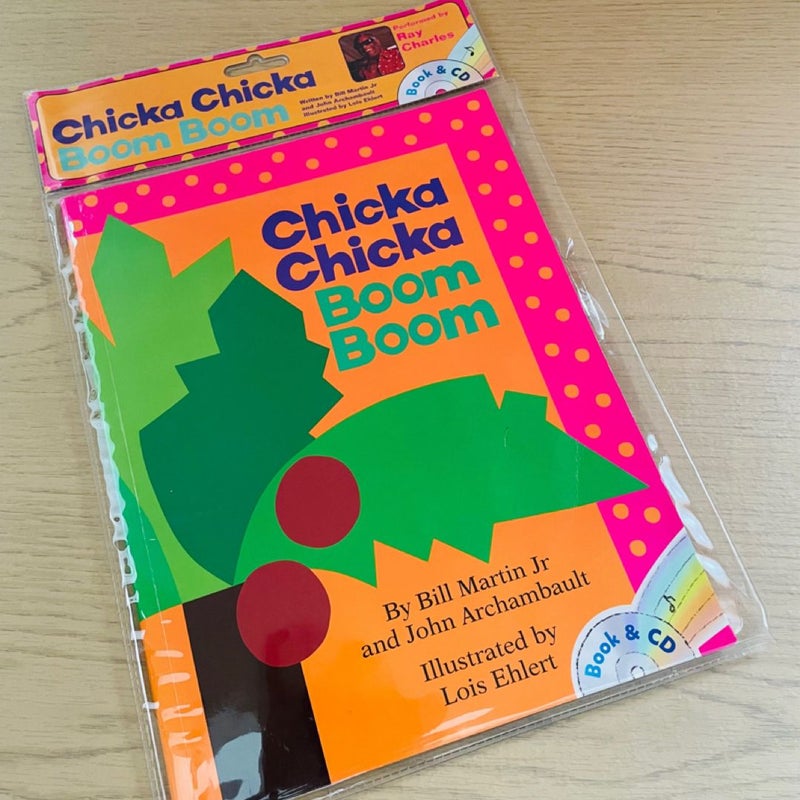 Chicka Chicka
Boom Boom
Written by Bill Martin Jr
and John Archambault
Illustrated by Lois Ehlert
Performed by
Ray
Charles
Book & CD
Chicka
Chicka
Boom
Boom
By Bill Martin Jr
and John Archambault
Illustrated by
Lois Ehlert
Book & CD